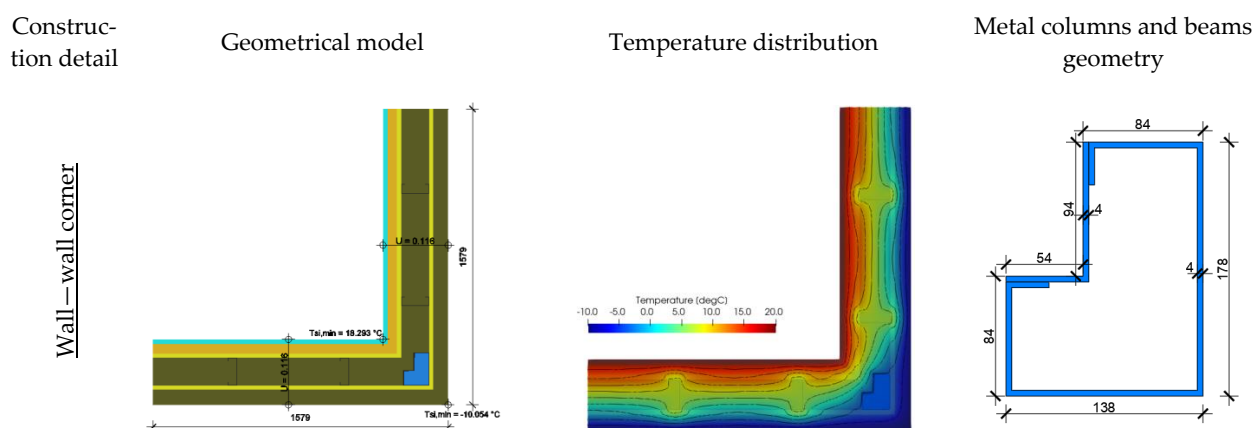 Construc-
tion detail
Geometrical model
Temperature distribution
Metal columns and beams
geometry
Wall—wall corner
U = 0.116
1579
Tsi,min = 18.293 °C
U = 0.116
1579
Tsi,min = -10.054 °C
Temperature (degC)
-10.0 -5.0 0.0 5.0 10.0 15.0 20.0
84
94
4
54
4
178
84
138